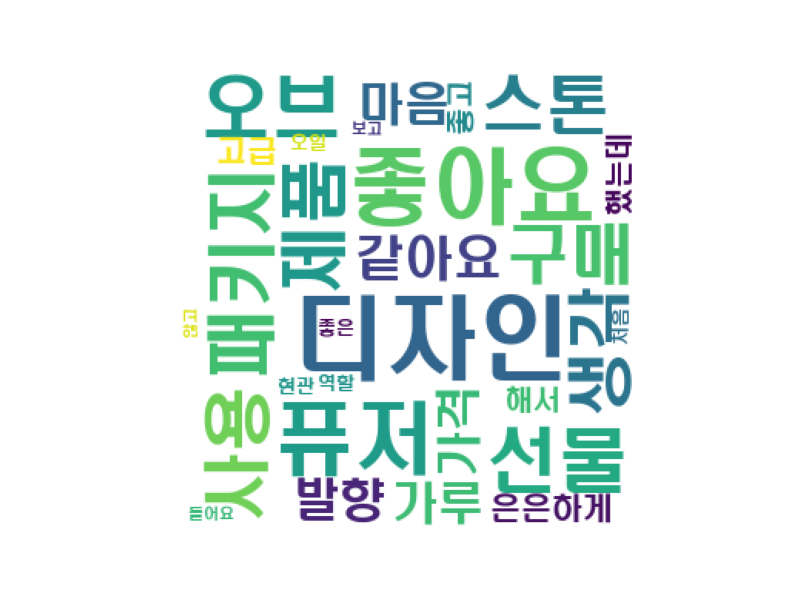 오브
마음
좋고
스톤
보고
오일
고급
제품
좋아요
했는데
패키지
같아요
구매
디자인
좋은
생각
처음
않고
현관
역할
퓨저
가격
해서
사용
선물
발향
가루
은은하게
들어요